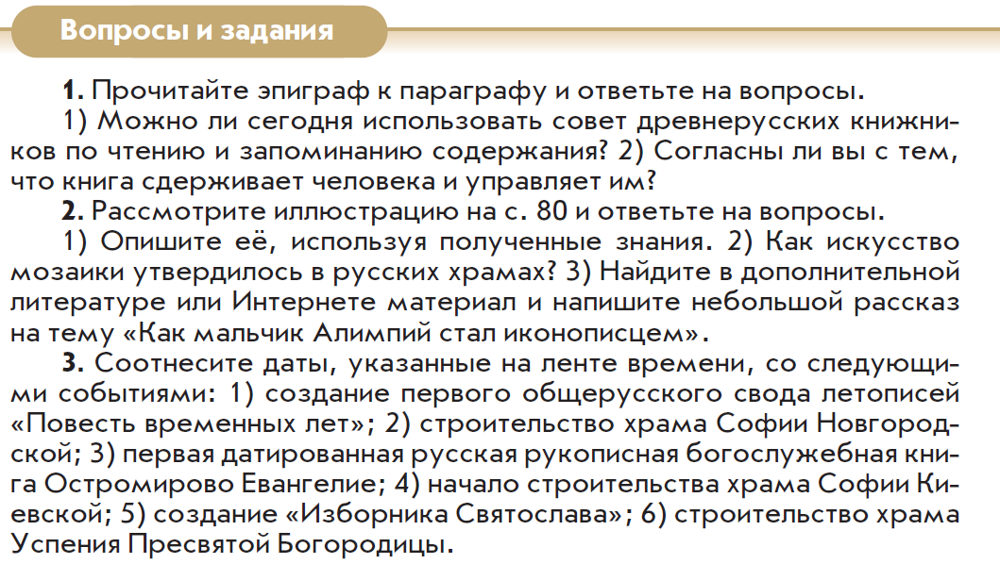 Вопросы и задания
1. Прочитайте эпиграф к параграфу и ответьте на вопросы.
1) Можно ли сегодня использовать совет древнерусских книжни-
ков по чтению и запоминанию содержания? 2) Согласны ли вы с тем,
что книга сдерживает человека и управляет им?
2. Рассмотрите иллюстрацию на с. 80 и ответьте на вопросы.
1) Опишите её, используя полученные знания. 2) Как искусство
мозаики утвердилось в русских храмах? 3) Найдите в дополнительной
литературе или Интернете материал и напишите небольшой рассказ
на тему «Как мальчик Алимпий стал иконописцем».
3. Соотнесите даты, указанные на ленте времени, со следующи-
ми событиями: 1) создание первого общерусского свода летописей
«Повесть временных лет»; 2) строительство храма Софии Новгород-
ской; 3) первая датированная русская рукописная богослужебная кни-
га Остромирово Евангелие; 4) начало строительства храма Софии Ки-
евской; 5) создание «Изборника Святослава»; 6) строительство храма
Успения Пресвятой Богородицы.